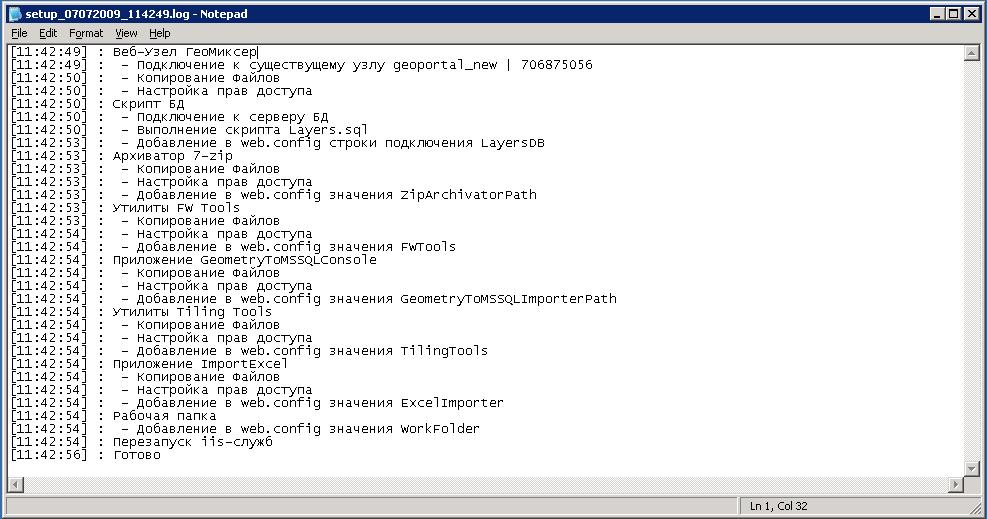 setup_07072009_114249.log - Notepad
File Edit Format View Help
[11:42:49] : Веб-Узел ГеоМиксер
[11:42:49] :  - Подключение к существущему узлу geoportal_new | 706875056
[11:42:50] :  - Копирование Файлов
[11:42:50] :  - Настройка прав доступа
[11:42:50] : Скрипт БД
[11:42:50] :  - Подключение к серверу БД
[11:42:50] :  - Выполнение скрипта Layers.sql
[11:42:53] :  - Добавление в web.config строки подключения LayersDB
[11:42:53] : Архиватор 7-zip
[11:42:53] :  - Копирование Файлов
[11:42:53] :  - Настройка прав доступа
[11:42:53] :  - Добавление в web.config значения ZipArchivatorPath
[11:42:53] : Утилиты FW Tools
[11:42:53] :  - Копирование Файлов
[11:42:54] :  - Настройка прав доступа
[11:42:54] :  - Добавление в web.config значения FWTools
[11:42:54] : Приложение GeometryToMSSQLConsole
[11:42:54] :  - Копирование Файлов
[11:42:54] :  - Настройка прав доступа
[11:42:54] :  - Добавление в web.config значения GeometryToMSSQLImporterPath
[11:42:54] : Утилиты Tiling Tools
[11:42:54] :  - Копирование Файлов
[11:42:54] :  - Настройка прав доступа
[11:42:54] :  - Добавление в web.config значения TilingTools
[11:42:54] : Приложение ImportExcel
[11:42:54] :  - Копирование Файлов
[11:42:54] :  - Настройка прав доступа
[11:42:54] :  - Добавление в web.config значения ExcelImporter
[11:42:54] : Рабочая папка
[11:42:54] :  - Добавление в web.config значения WorkFolder
[11:42:54] : Перезапуск iis-служб
[11:42:56] : Готово
Ln 1, Col 32